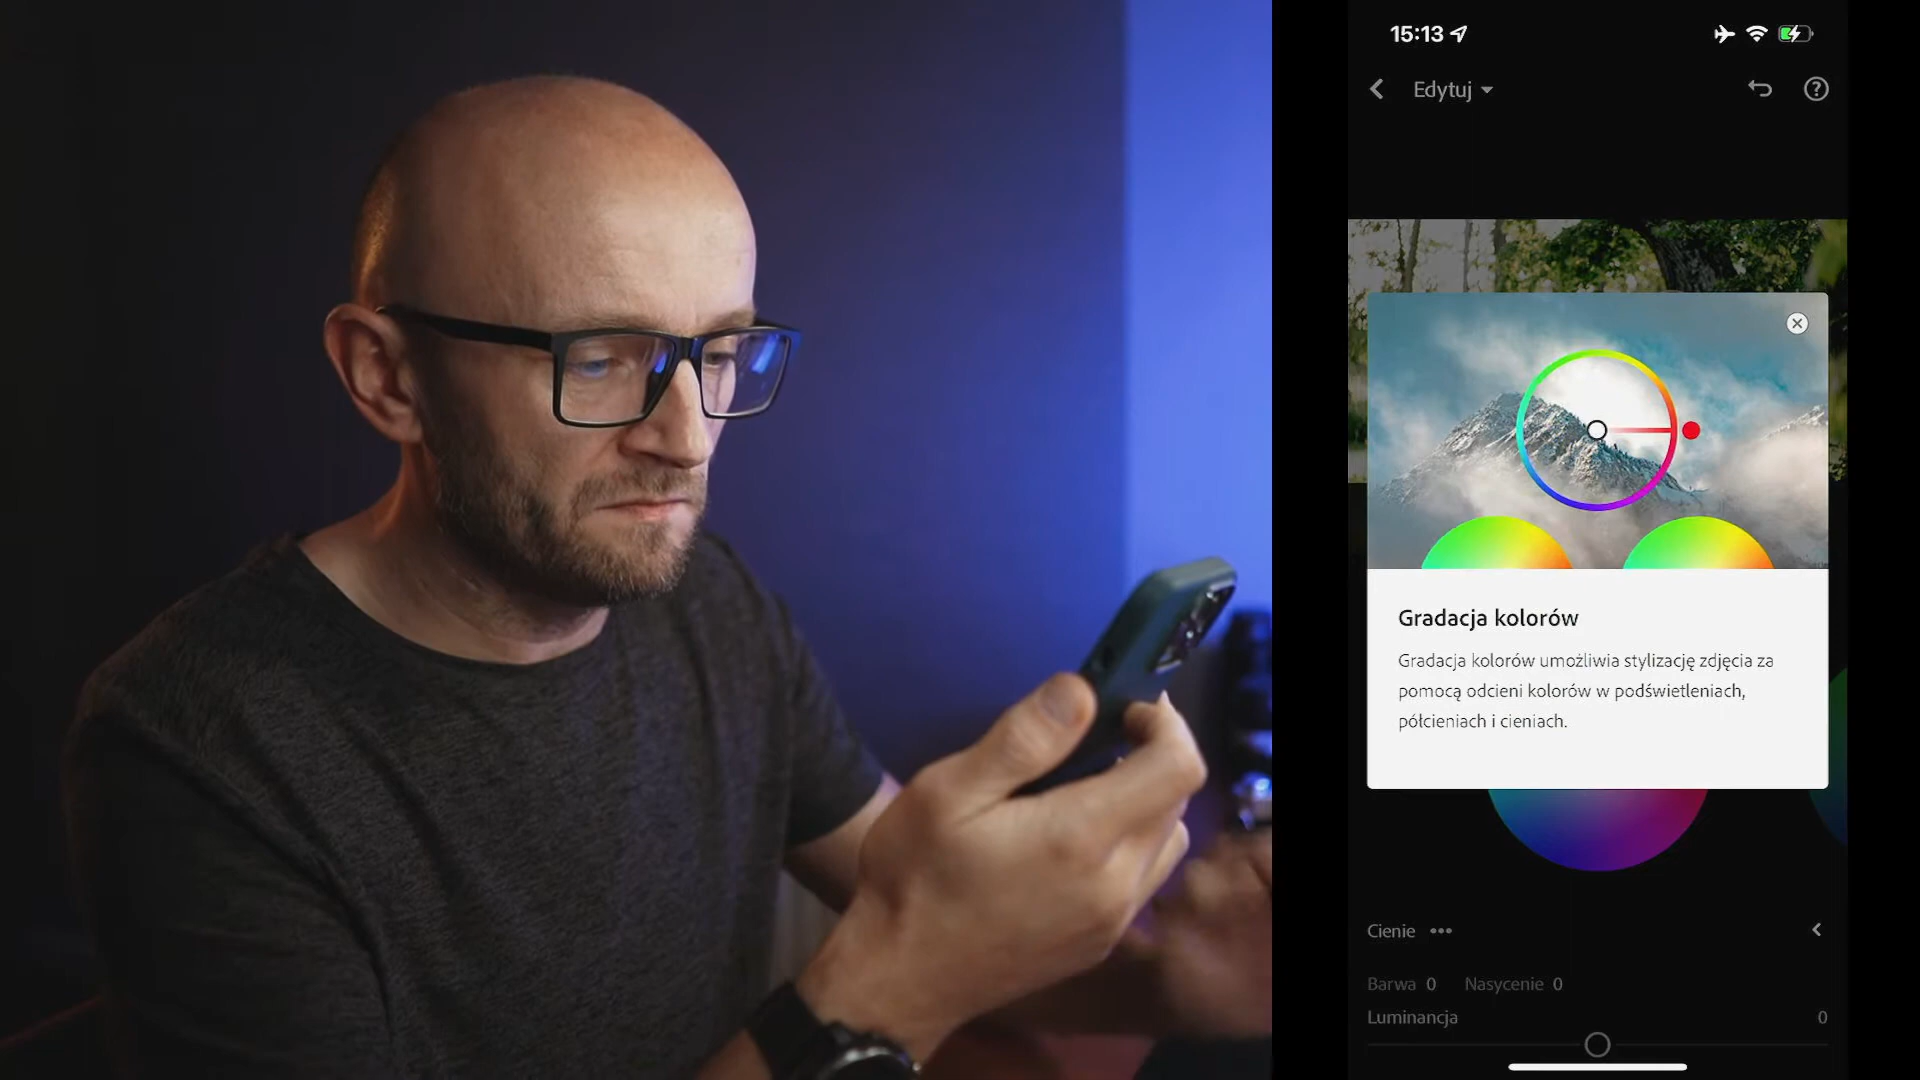 15:13
Edytuj
Gradacja kolorów
Gradacja kolorów umożliwia stylizację zdjęcia za
pomocą odcieni kolorów w podświetleniach,
półcieniach i cieniach.
Cienie •••
Barwa 0 Nasycenie 0
Luminancja 0